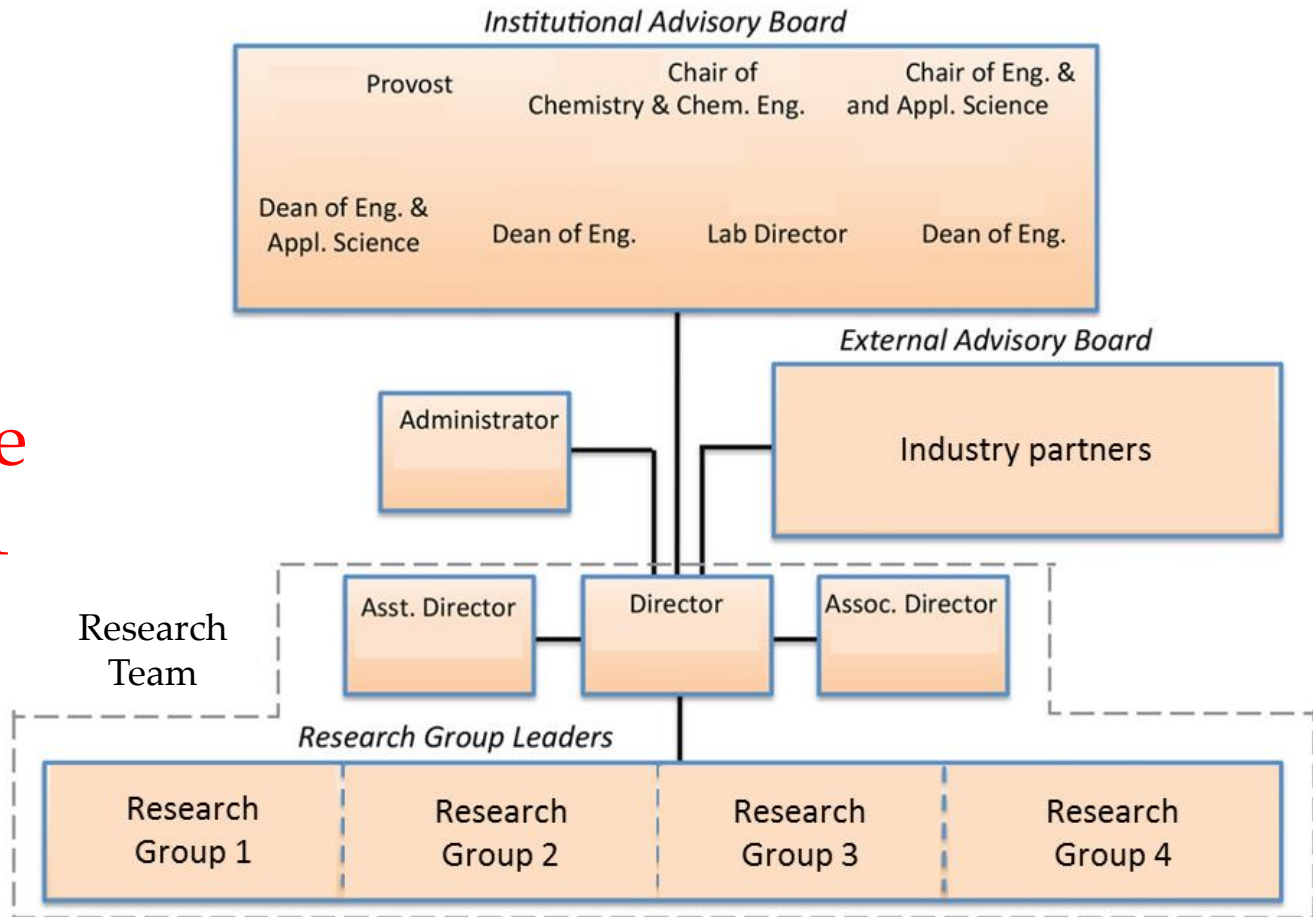 Institutional Advisory Board
Provost
Chair of
Chemistry & Chem. Eng.
Chair of Eng. &
and Appl. Science
Dean of Eng. &
Appl. Science
Dean of Eng.
Lab Director
Dean of Eng.
External Advisory Board
Administrator
Industry partners
Research
Team
Asst. Director
Director
Assoc. Director
Research Group Leaders
Research
Group 1
Research
Group 2
Research
Group 3
Research
Group 4